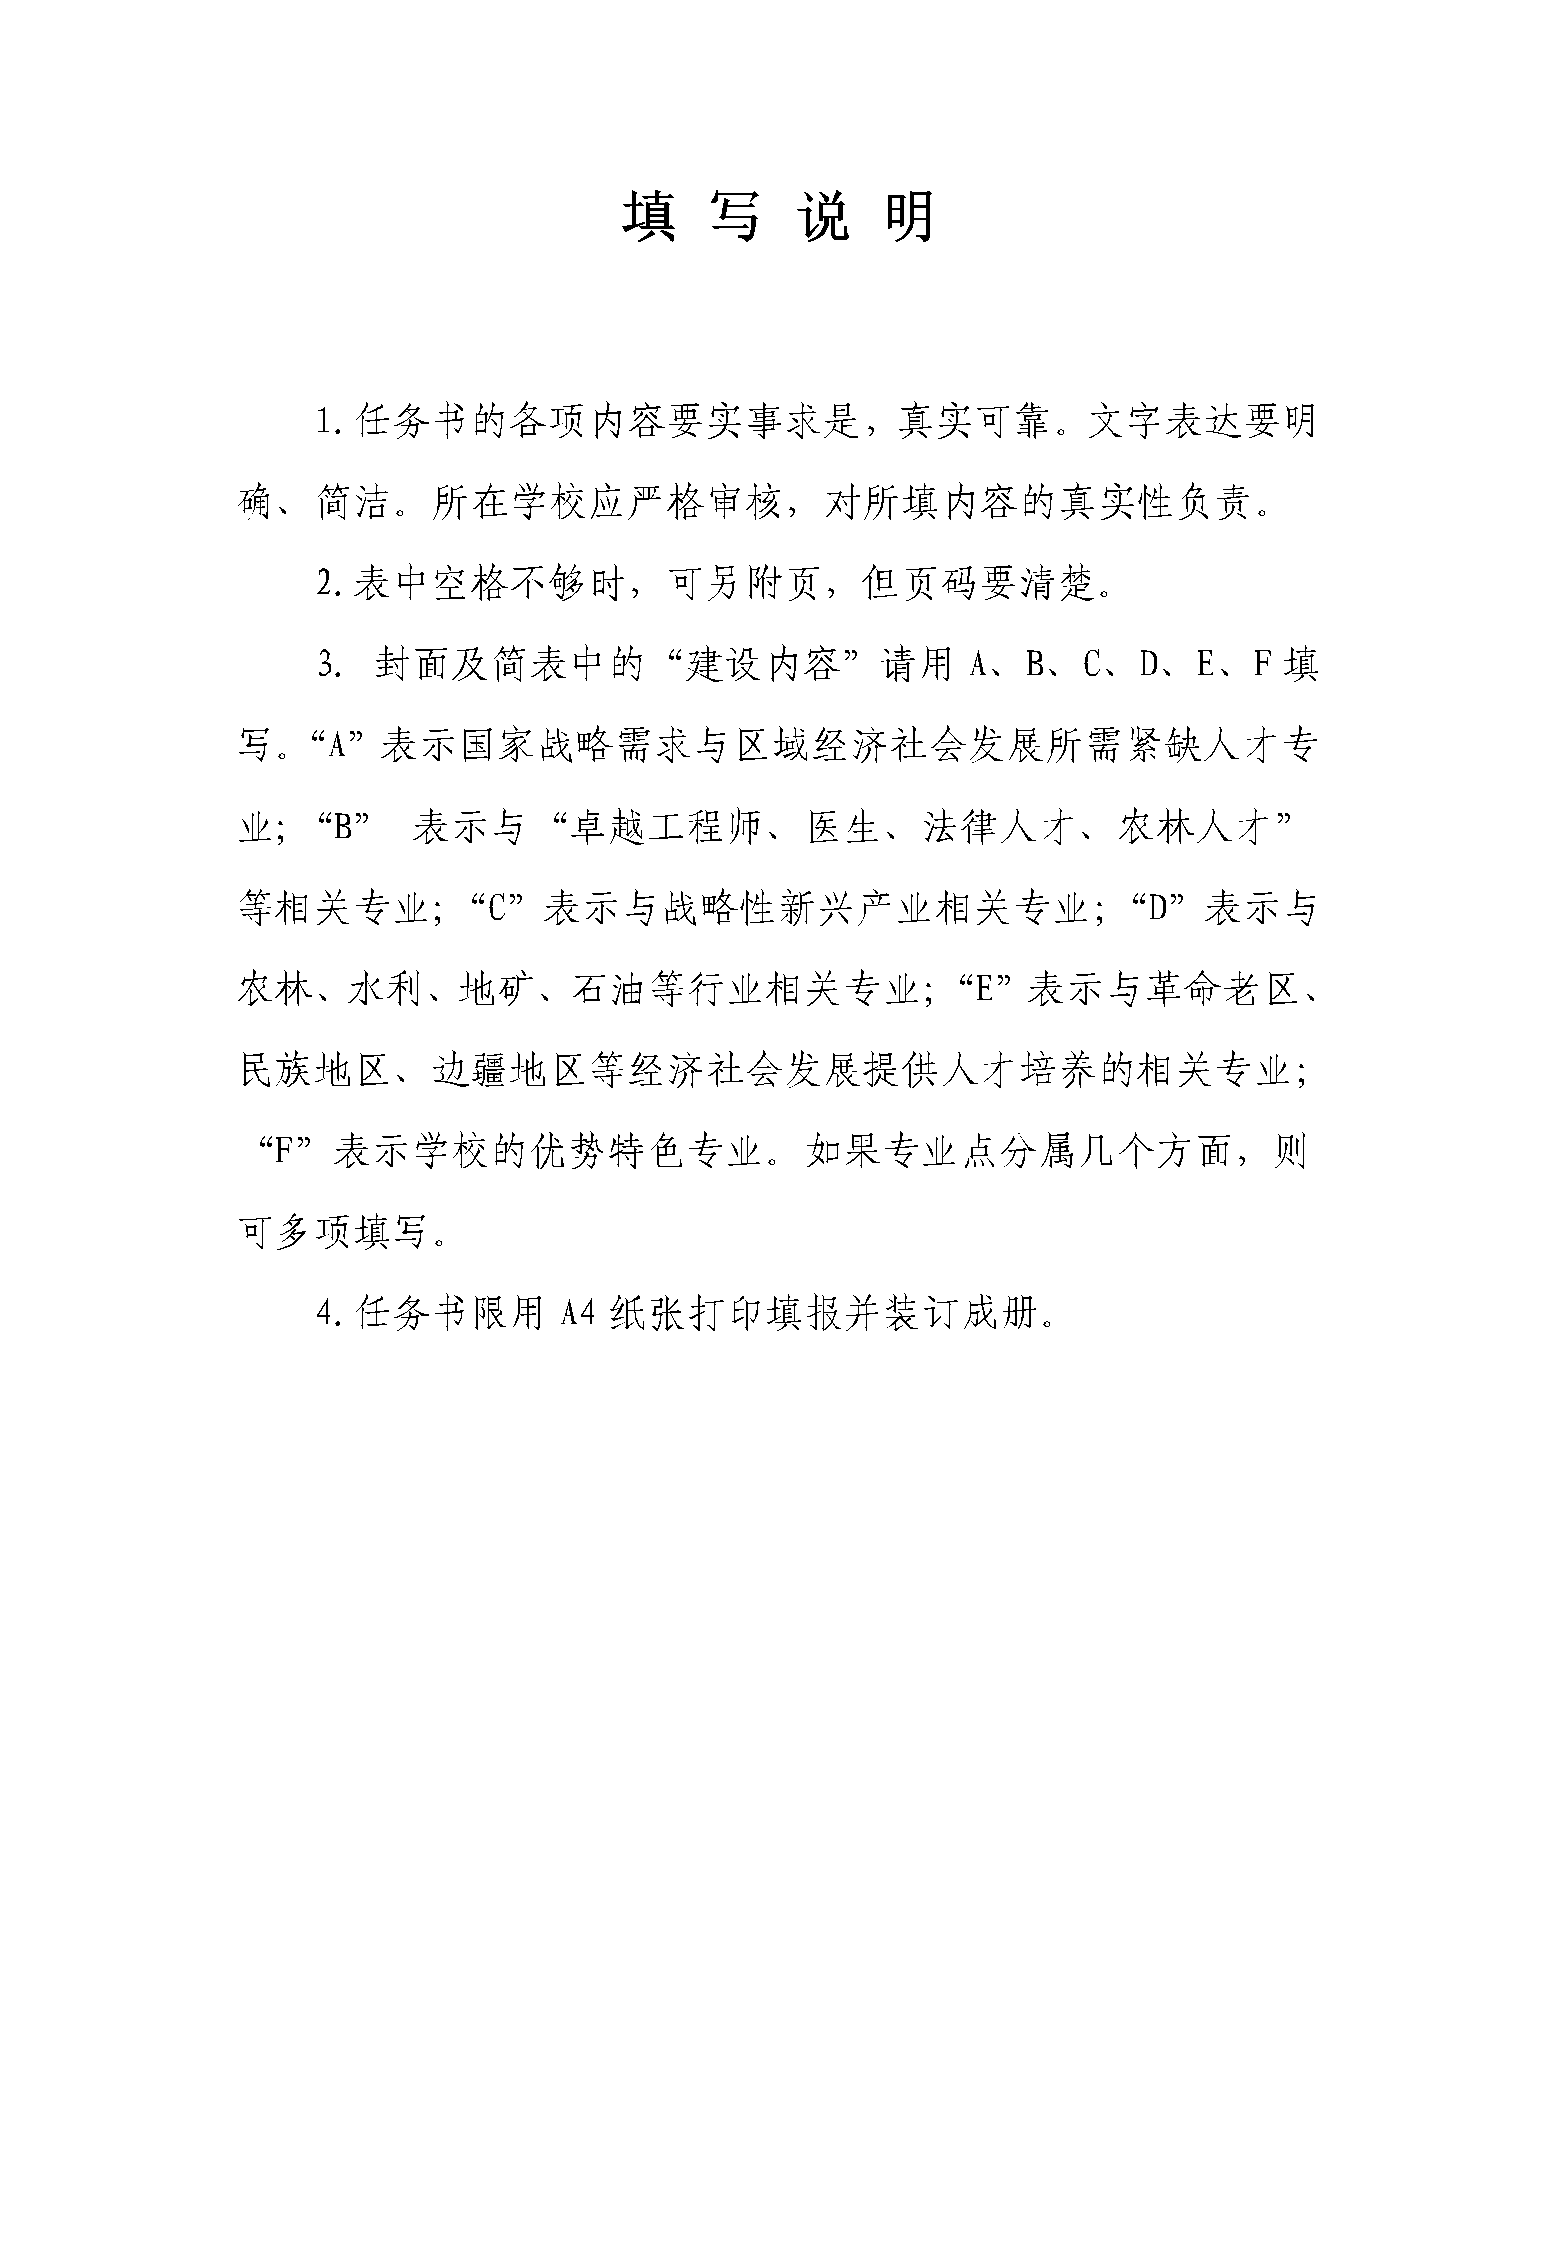 填 写 说 明
1.任务书的各项内容要实事求是，真实可靠。文字表达要明
确、简洁。所在学校应严格审核，对所填内容的真实性负责。
2.表中空格不够时，可另附页，但页码要清楚。
3. 封面及简表中的“建设内容”请用 A、B、C、D、E、F 填
写。“A”表示国家战略需求与区域经济社会发展所需紧缺人才专
业；“B” 表示与“卓越工程师、医生、法律人才、农林人才”
等相关专业；“C”表示与战略性新兴产业相关专业；“D”表示与
农林、水利、地矿、石油等行业相关专业；“E”表示与革命老区、
民族地区、边疆地区等经济社会发展提供人才培养的相关专业；
“F”表示学校的优势特色专业。如果专业点分属几个方面，则
可多项填写。
4.任务书限用 A4 纸张打印填报并装订成册。